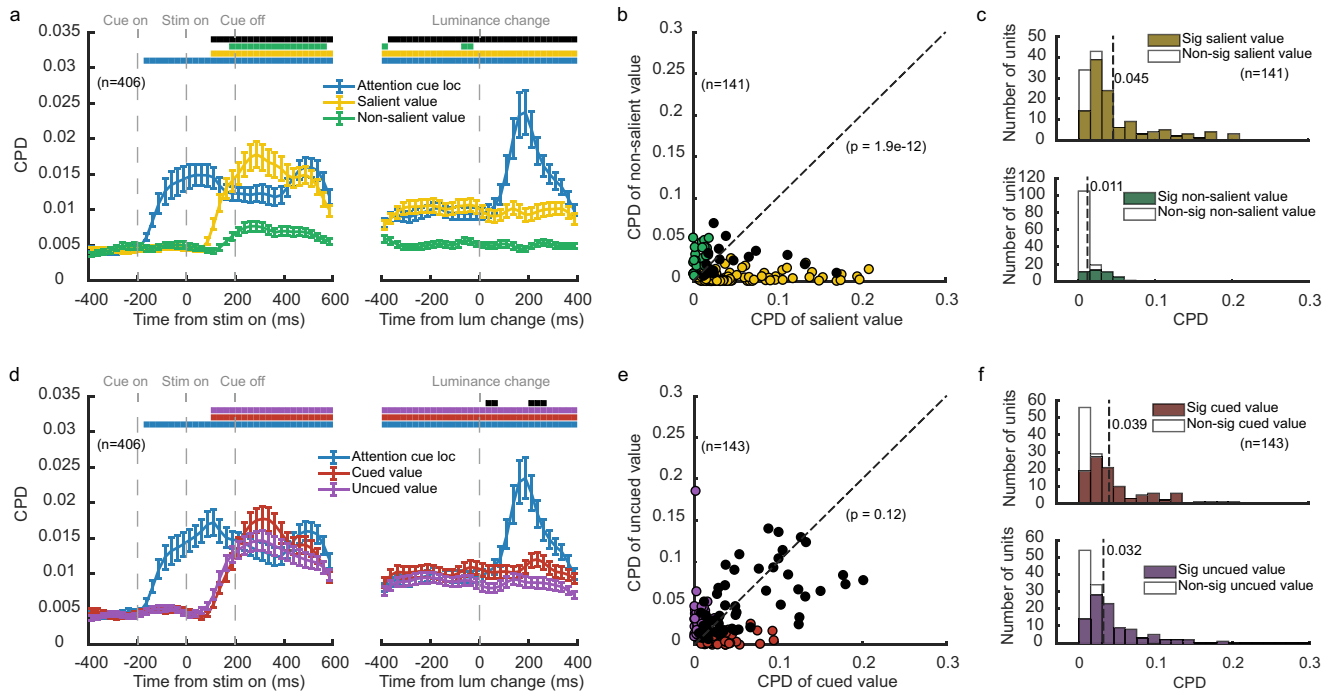 a
Cue on
Stim on
Cue off
Luminance change
0.035
0.03
0.025
0.02
0.015
0.01
0.005
0
CPD
(n=406)
Attention cue loc
Salient value
Non-salient value
-400 -200 0 200 400 600
Time from stim on (ms)
-400 -200 0 200 400
Time from lum change (ms)
b
0.3
0.25
0.2
0.15
0.1
0.05
0
CPD of non-salient value
(n=141)
(p = 1.9e-12)
0 0.1 0.2 0.3
CPD of salient value
c
50
40
30
20
10
0
Number of units
Sig salient value
Non-sig salient value
(n=141)
0.045
120
100
80
60
40
20
0
Number of units
0.011
Sig non-salient value
Non-sig non-salient value
0 0.1 0.2 0.3
CPD
d
Cue on
Stim on
Cue off
Luminance change
0.035
0.03
0.025
0.02
0.015
0.01
0.005
0
CPD
(n=406)
Attention cue loc
Cued value
Uncued value
-400 -200 0 200 400 600
Time from stim on (ms)
-400 -200 0 200 400
Time from lum change (ms)
e
0.3
0.25
0.2
0.15
0.1
0.05
0
CPD of uncued value
(n=143)
(p = 0.12)
0 0.1 0.2 0.3
CPD of cued value
f
60
50
40
30
20
10
0
Number of units
Sig cued value
Non-sig cued value
(n=143)
0.039
60
50
40
30
20
10
0
Number of units
Sig uncued value
Non-sig uncued value
0.032
0 0.1 0.2 0.3
CPD